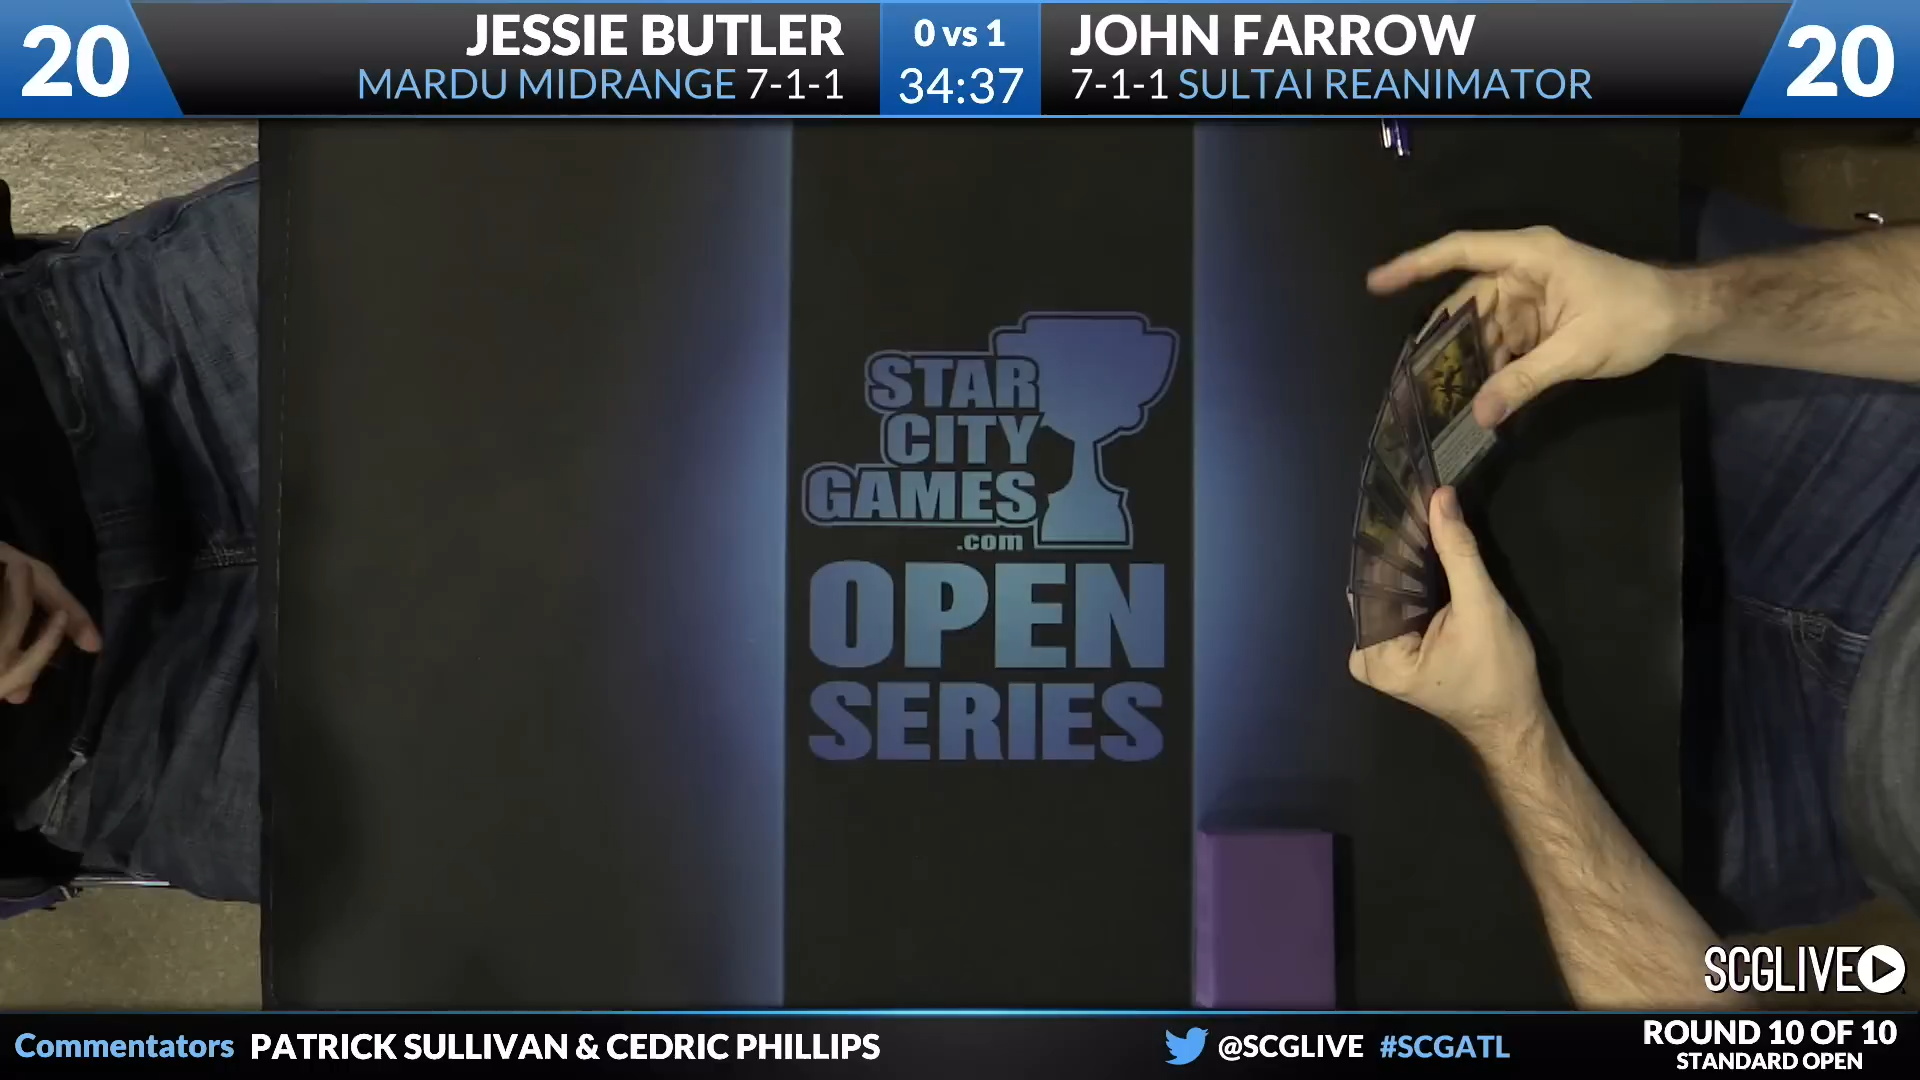 20
JESSIE BUTLER
MARDU MIDRANGE 7-1-1
0 vs 1
34:37
JOHN FARROW
7-1-1 SULTAI REANIMATOR
20
STAR
CITY
GAMES
.com
OPEN
SERIES
SCGLIVE
Commentators PATRICK SULLIVAN & CEDRIC PHILLIPS
@SCGLIVE #SCGATL
ROUND 10 OF 10
STANDARD OPEN